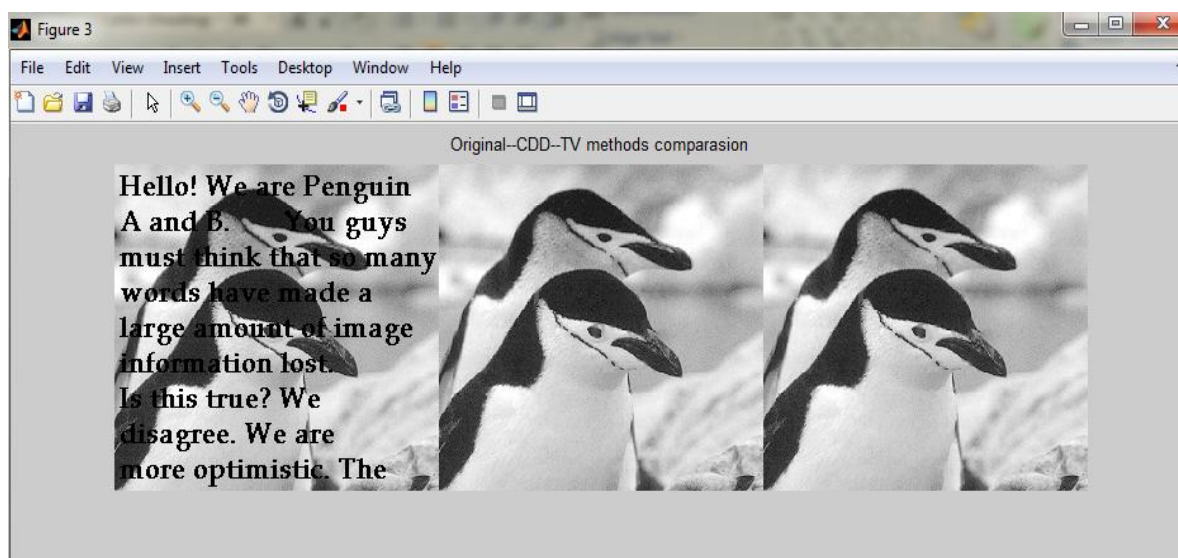 Figure 3
File Edit View Insert Tools Desktop Window Help
Original--CDD--TV methods comparasion
Hello! We are Penguin
A and B. You guys
must think that so many
words have made a
large amount of image
information lost.
Is this true? We
disagree. We are
more optimistic. The